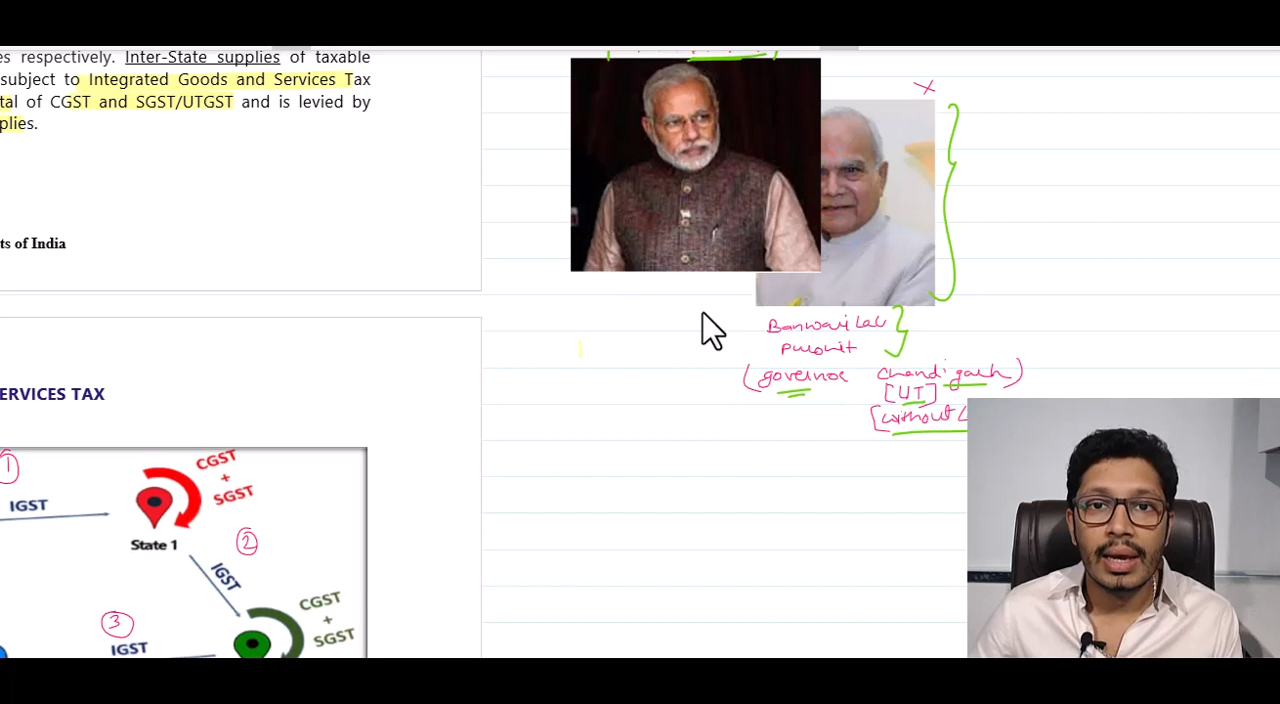 es respectively. Inter-State supplies of taxable
subject to Integrated Goods and Services Tax
tal of CGST and SGST/UTGST and is levied by
plies.
ts of India
ERVICES TAX
1
CGST
+
SGST
IGST
State 1
2
IGST
CGST
+
SGST
3
IGST
x
Banwari Lal
Purohit
(governor Chandigarh)
[UT]
[without L